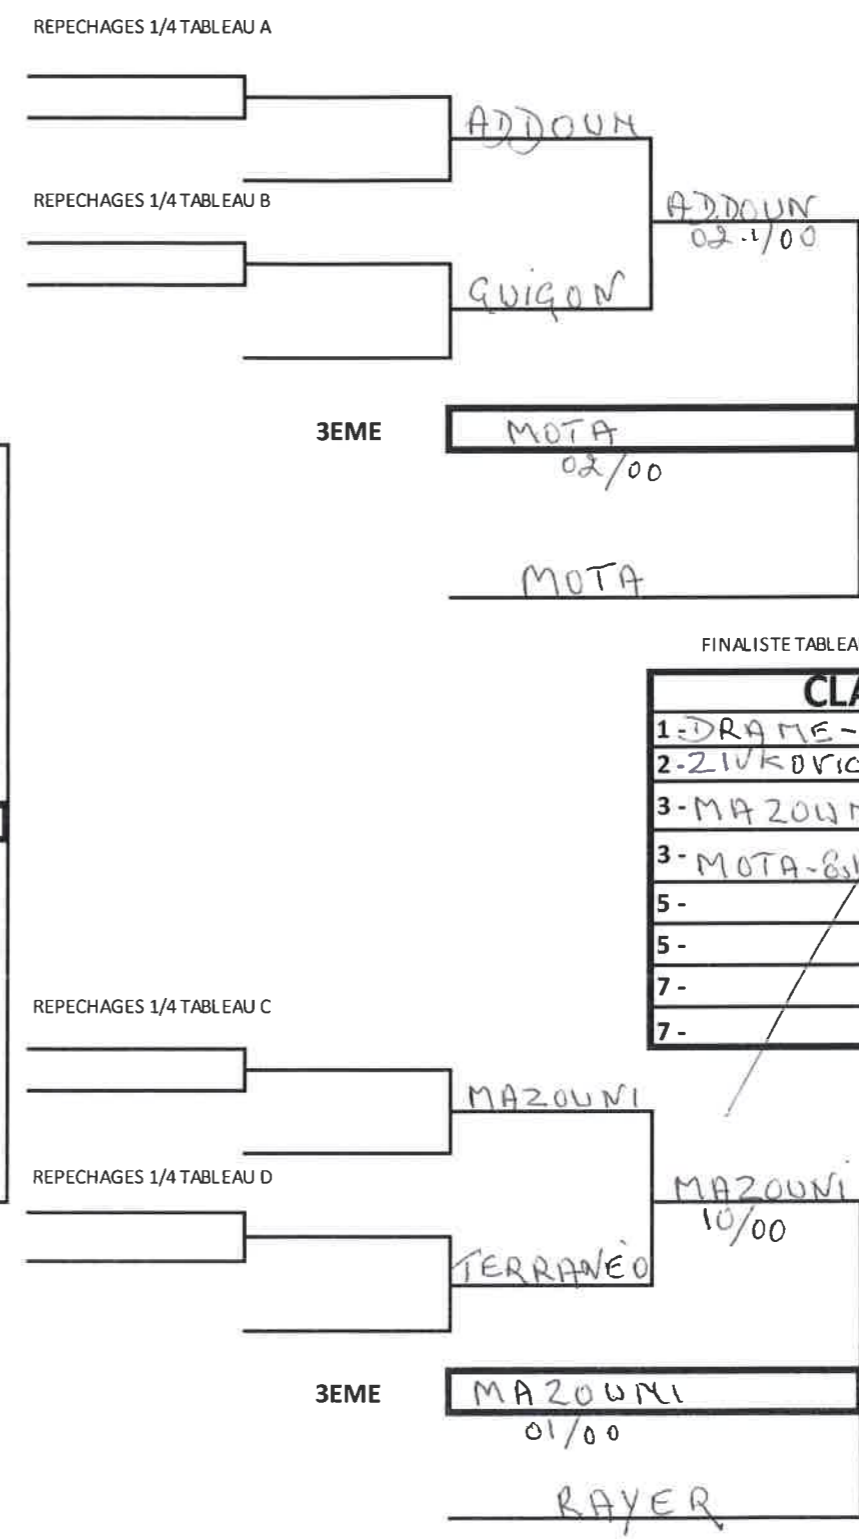 REPECHAGES 1/4 TABLEAU A
ADDOUN
REPECHAGES 1/4 TABLEAU B
ADDOUN
02.1/00
GUIGON
3EME
MOTA
02/00
MOTA
FINALISTE TABLEA
CLA
1 - DRAME -
2 - ZIVKOVIC
3 - MAZOUN
3 - MOTA -
5 -
5 -
7 -
7 -
REPECHAGES 1/4 TABLEAU C
MAZOUNI
REPECHAGES 1/4 TABLEAU D
MAZOUNI
10/00
TERRANEO
3EME
MAZOUNI
01/00
RAYER